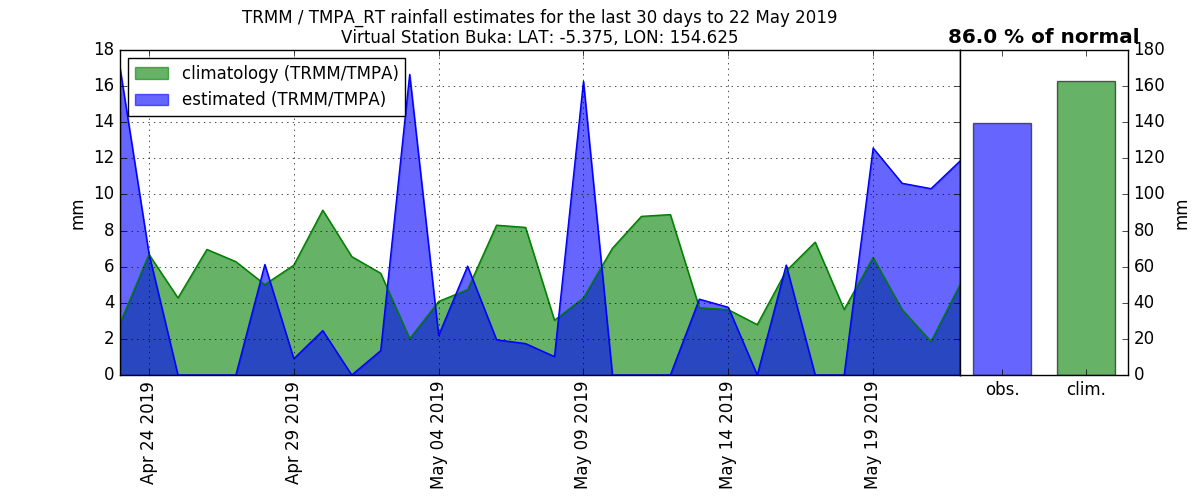 TRMM / TMPA_RT rainfall estimates for the last 30 days to 22 May 2019
Virtual Station Buka: LAT: -5.375, LON: 154.625
86.0 % of normal
climatology (TRMM/TMPA)
estimated (TRMM/TMPA)
mm
18
16
14
12
10
8
6
4
2
0
Apr 24 2019
Apr 29 2019
May 04 2019
May 09 2019
May 14 2019
May 19 2019
obs.
clim.
180
160
140
120
100
80
60
40
20
0
mm